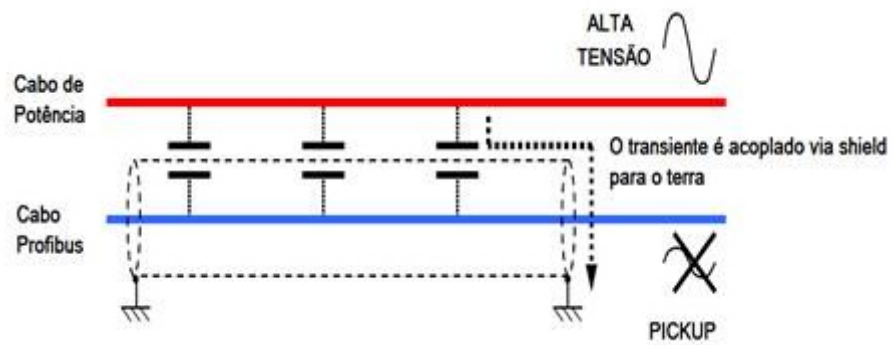 ALTA
TENSÃO
Cabo de
Potência
O transiente é acoplado via shield
para o terra
Cabo
Profibus
PICKUP